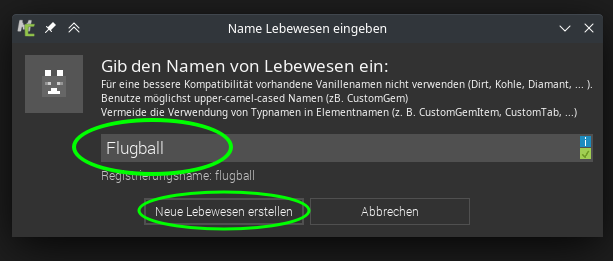 Name Lebewesen eingeben
Gib den Namen von Lebewesen ein:
Für eine bessere Kompatibilität vorhandene Vanillenamen nicht verwenden (Dirt, Kohle, Diamant, ... ).
Benutze möglichst upper-camel-cased Namen (zB. CustomGem)
Vermeide die Verwendung von Typnamen in Elementnamen (z. B. CustomGemItem, CustomTab, ...)
Flugball
Registrierungsname: flugball
Neue Lebewesen erstellen
Abbrechen